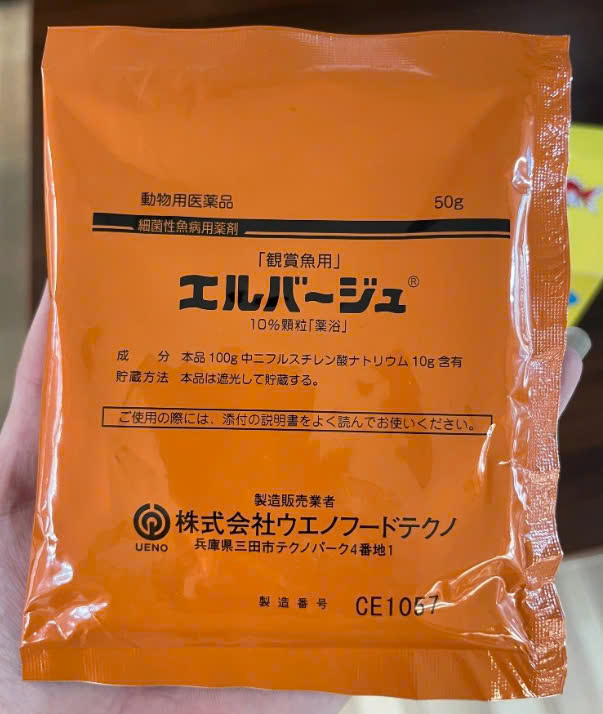 動物用医薬品 50g
細菌性魚病用薬剤
「観賞魚用」
エルバージュ®
10%顆粒「薬浴」
成 分 本品100g中ニフルスチレン酸ナトリウム10g含有
貯蔵方法 本品は遮光して貯蔵する。
ご使用の際には、添付の説明書をよく読んでお使いください。
製造販売業者
株式会社ウエノフードテクノ
UENO
兵庫県三田市テクノパーク4番地1
製造番号 CE1057